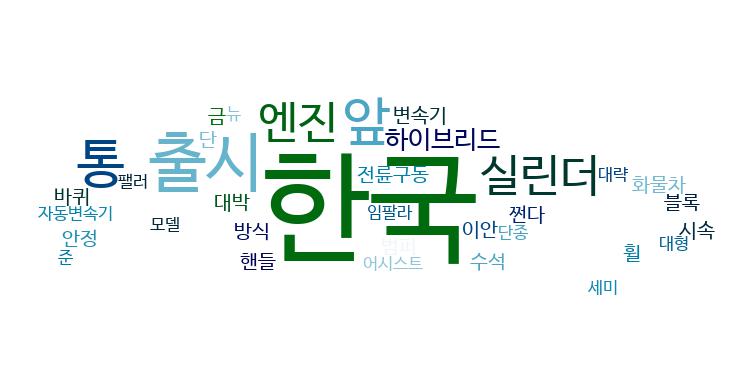 금 뉴
엔진 앞 변속기
단 하이브리드
통 출시
한국 실린더
팰러 전륜구동 대략 화물차
바퀴 대박 쩐다 블록
자동변속기 임팔라
모델 방식 이안 단종 시속
안정 범퍼 대형
준 핸들 어시스트 수석 휠
세미